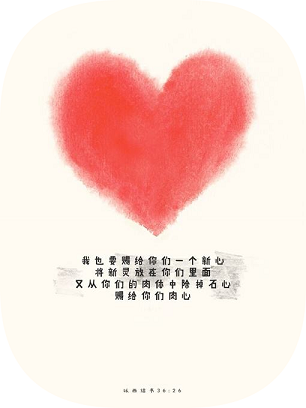 我也要赐给你们一个新心
将新灵放在你们里面
又从你们的肉体中除掉石心
赐给你们肉心
以西结书36:26